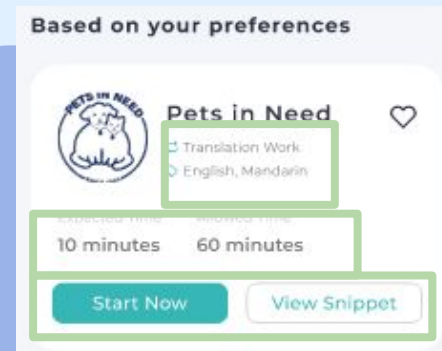 Based on your preferences
PETS IN NEED
Pets in Need
Translation Work
English, Mandarin
Expected Time Allowed Time
10 minutes 60 minutes
Start Now View Snippet